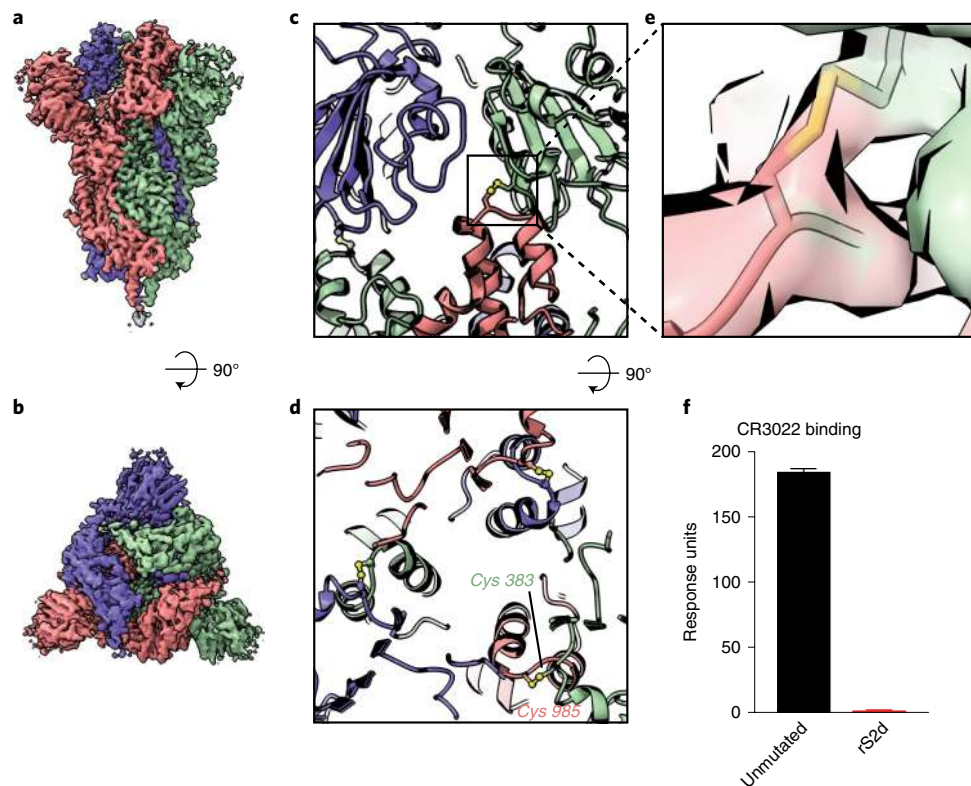 a
c
e
90°
90°
b
d
Cys 383
Cys 985
f
CR3022 binding
200
150
100
50
0
Response units
Unmutated
rS2d